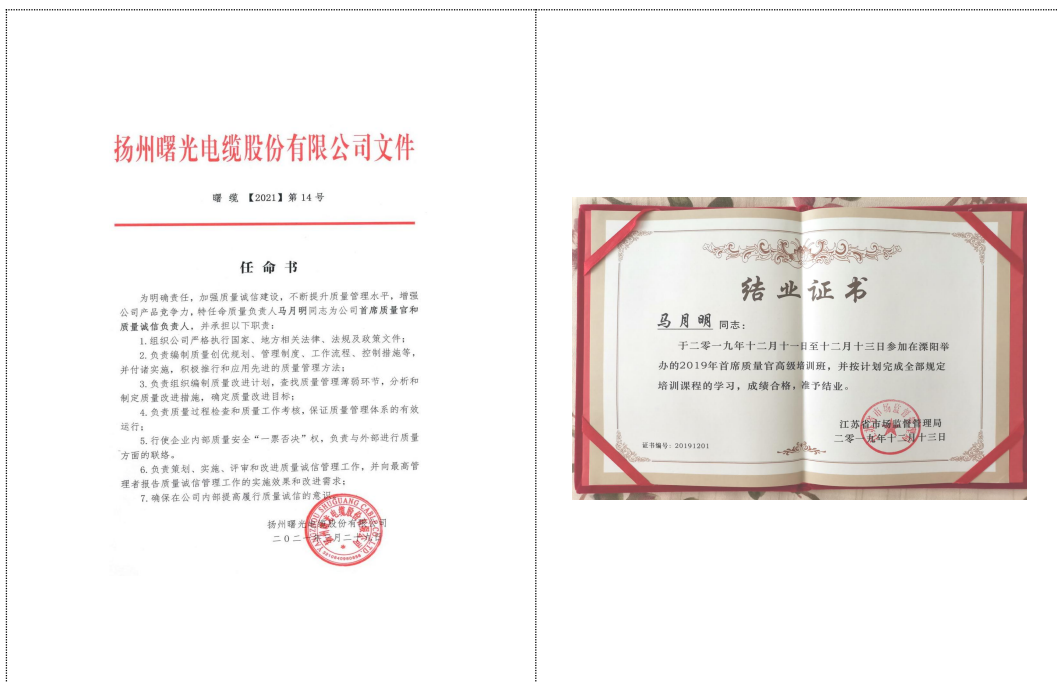 扬州曙光电缆股份有限公司文件
曙 缆 【2021】第 14 号
任 命 书
为明确责任，加强质量诚信建设，不断提升质量管理水平，增强
公司产品竞争力，特任命质量负责人马月明同志为公司首席质量官和
质量诚信负责人，并承担以下职责：
1.组织公司严格执行国家、地方相关法律、法规及政策文件；
2.负责编制质量创优规划、管理制度、工作流程、控制措施等，
并付诸实施，积极推行和应用先进的质量管理方法；
3.负责组织编制质量改进计划，查找质量管理薄弱环节，分析和
制定质量改进措施，确定质量改进目标；
4.负责质量过程检查和质量工作考核，保证质量管理体系的有效
运行；
5.行使企业内部质量安全“一票否决”权，负责与外部进行质量
方面的联络。
6.负责策划、实施、评审和改进质量诚信管理工作，并向最高管
理者报告质量诚信管理工作的实施效果和改进需求；
7.确保在公司内部提高履行质量诚信的意识。
扬州曙光电缆股份有限公司
YANGZHOU SHUGUANG CABLE CO.,LTD
结业证书
马月明 同志：
于二零一九年十二月十一日至十二月十三日参加在溧阳举
办的2019年首席质量官高级培训班，并按计划完成全部规定
培训课程的学习，成绩合格，准予结业。
江苏省市场监督管理局
二零一九年十二月十三日
证书编号：20191201